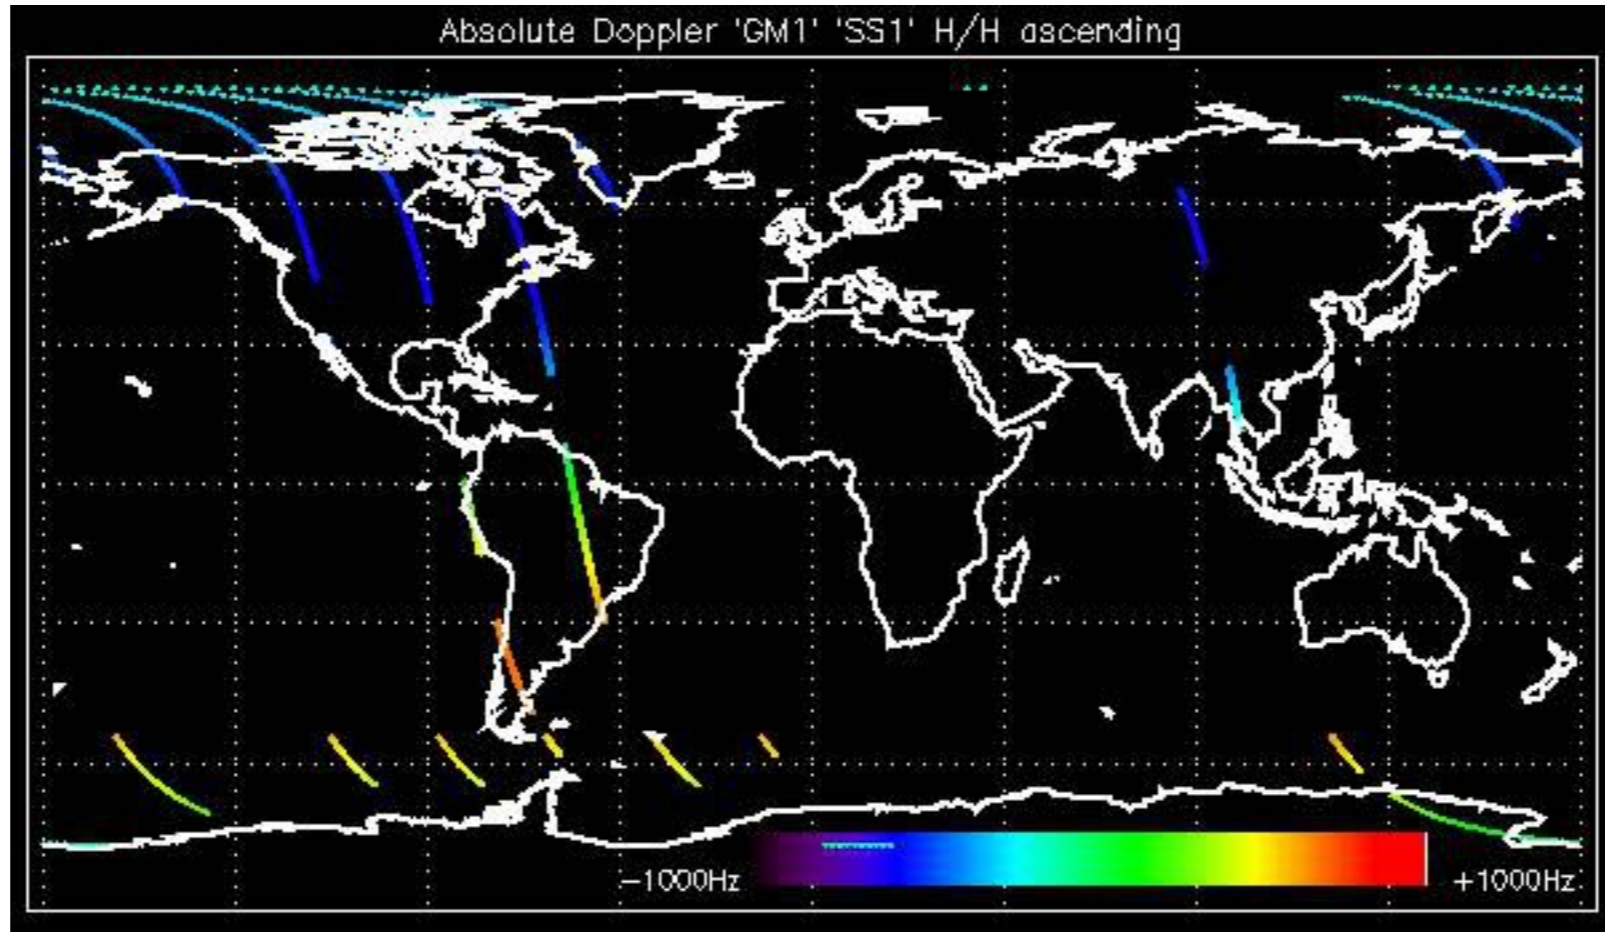 Absolute Doppler 'GM1' 'SS1' H/H ascending
−1000Hz +1000Hz